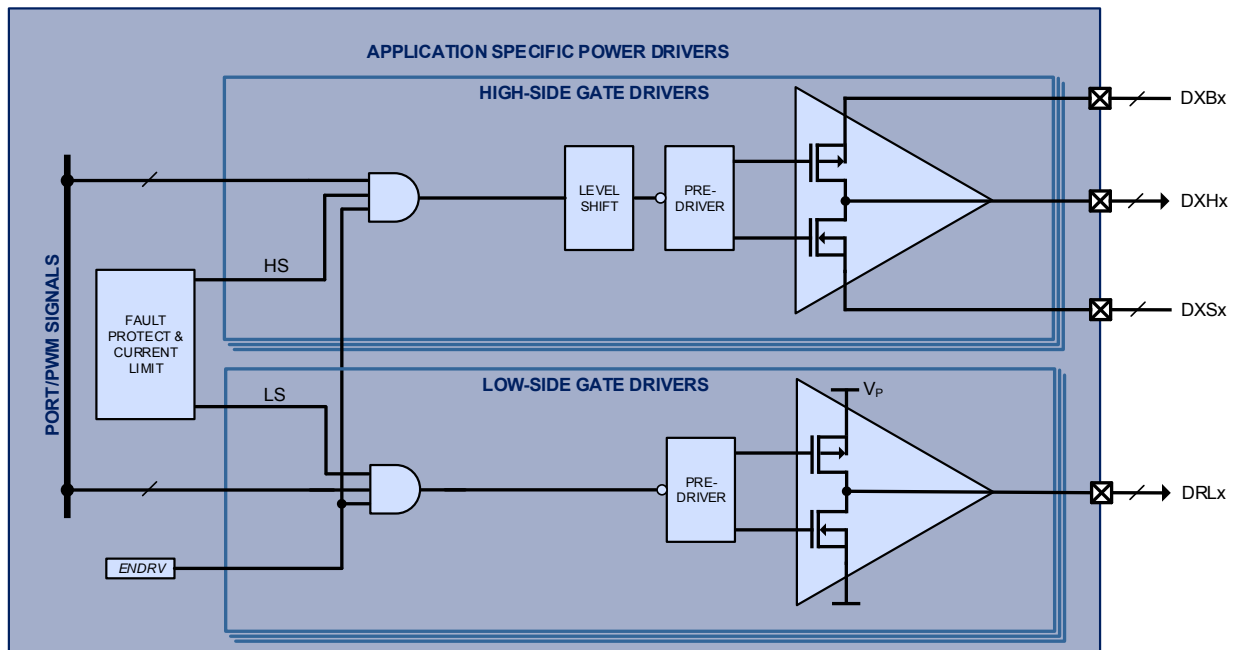 APPLICATION SPECIFIC POWER DRIVERS
HIGH-SIDE GATE DRIVERS
DXBx
LEVEL
SHIFT
PRE-
DRIVER
DXHx
HS
DXSx
PORT/PWM SIGNALS
FAULT
PROTECT &
CURRENT
LIMIT
LOW-SIDE GATE DRIVERS
LS
VP
PRE-
DRIVER
DRLx
ENDRV